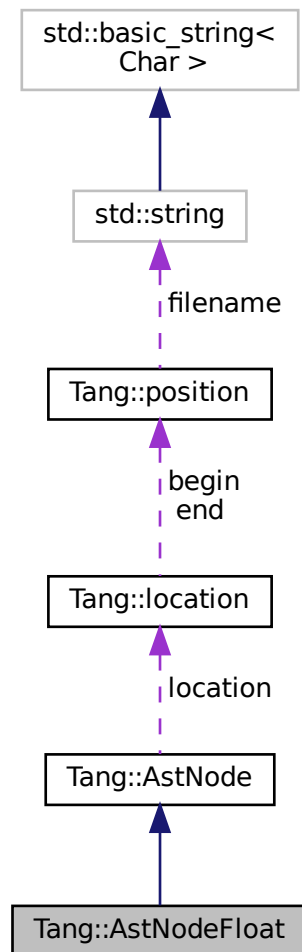 std::basic_string<
Char >
std::string
filename
Tang::position
begin
end
Tang::location
location
Tang::AstNode
Tang::AstNodeFloat